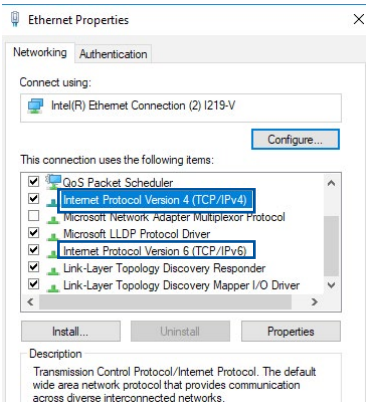 Ethernet Properties
Networking Authentication
Connect using:
Intel(R) Ethernet Connection (2) I219-V
Configure...
This connection uses the following items:
QoS Packet Scheduler
Internet Protocol Version 4 (TCP/IPv4)
Microsoft Network Adapter Multiplexor Protocol
Microsoft LLDP Protocol Driver
Internet Protocol Version 6 (TCP/IPv6)
Link-Layer Topology Discovery Responder
Link-Layer Topology Discovery Mapper I/O Driver
Install... Uninstall Properties
Description
Transmission Control Protocol/Internet Protocol. The default
wide area network protocol that provides communication
across diverse interconnected networks.